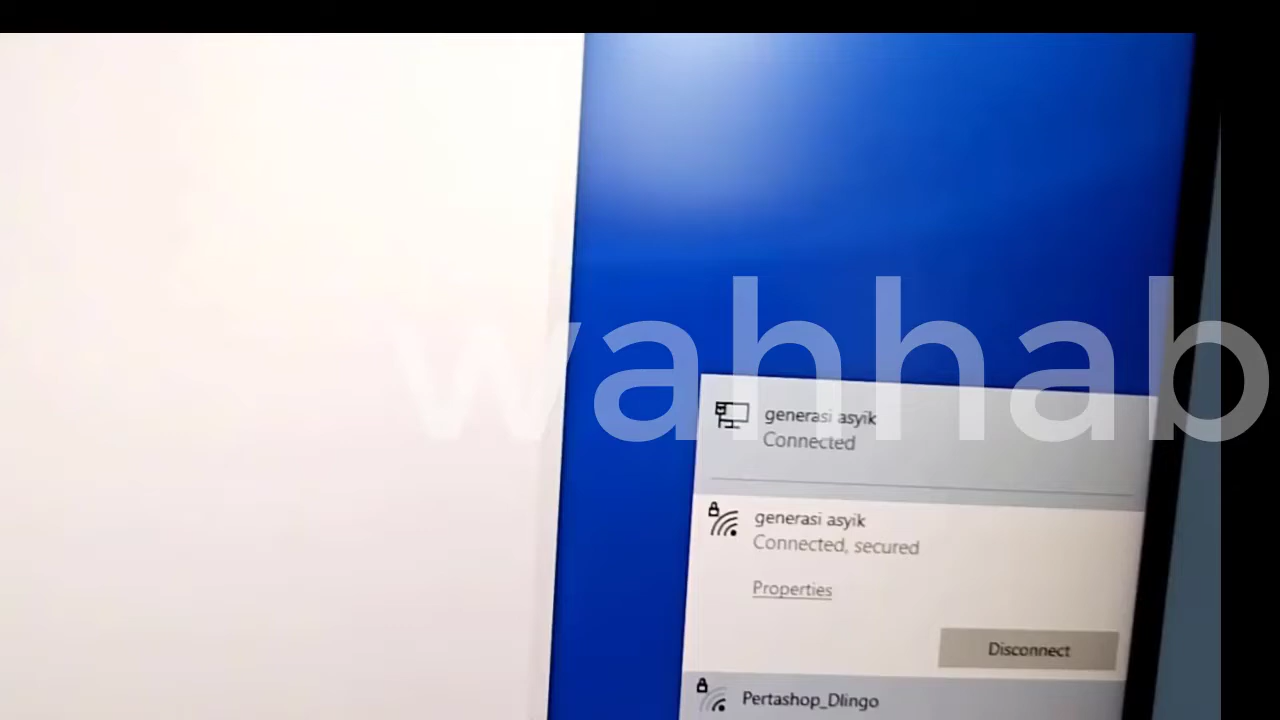 wahhab
generasi asyik
Connected
generasi asyik
Connected, secured
Properties
Disconnect
Pertashop_Dlingo